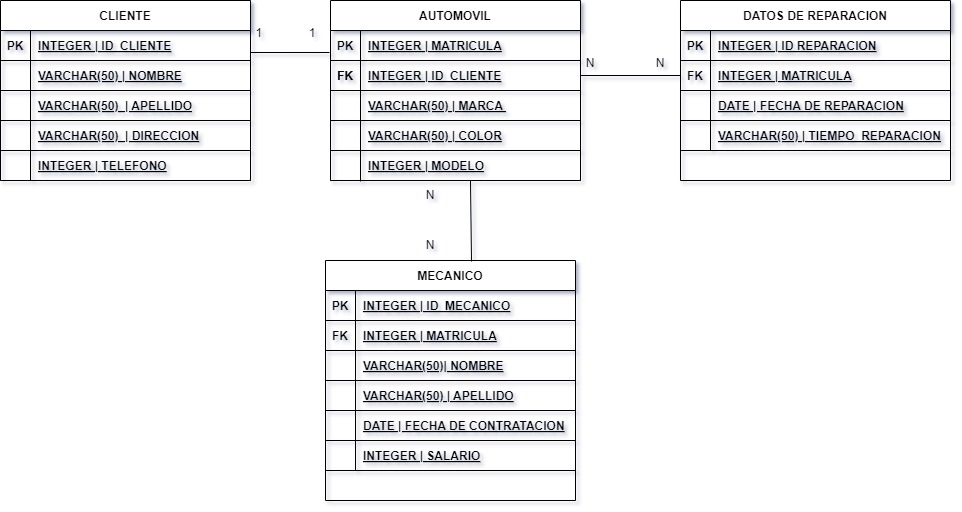 CLIENTE
PK INTEGER | ID_CLIENTE
VARCHAR(50) | NOMBRE
VARCHAR(50) | APELLIDO
VARCHAR(50) | DIRECCION
INTEGER | TELEFONO
1 1
AUTOMOVIL
PK INTEGER | MATRICULA
FK INTEGER | ID_CLIENTE
VARCHAR(50) | MARCA
VARCHAR(50) | COLOR
INTEGER | MODELO
N N
DATOS DE REPARACION
PK INTEGER | ID REPARACION
FK INTEGER | MATRICULA
DATE | FECHA DE REPARACION
VARCHAR(50) | TIEMPO_REPARACION
N
N
MECANICO
PK INTEGER | ID_MECANICO
FK INTEGER | MATRICULA
VARCHAR(50)| NOMBRE
VARCHAR(50) | APELLIDO
DATE | FECHA DE CONTRATACION
INTEGER | SALARIO